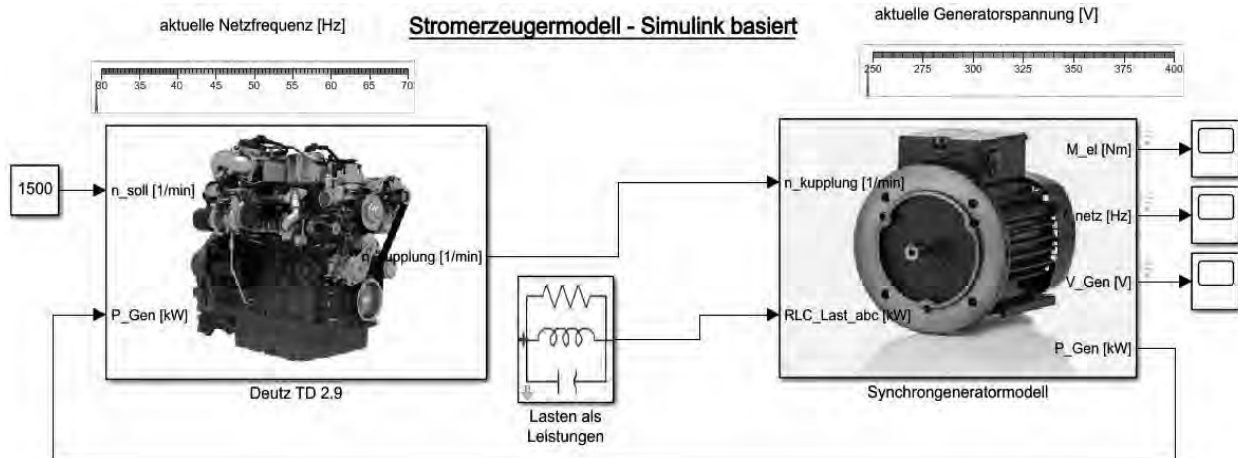 aktuelle Netzfrequenz [Hz]
Stromerzeugermodell - Simulink basiert
aktuelle Generatorspannung [V]
30 35 40 45 50 55 60 65 70
250 275 300 325 350 375 400
1500
n_soll [1/min]
n_kupplung [1/min]
P_Gen [kW]
Deutz TD 2.9
Lasten als
Leistungen
n_kupplung [1/min]
RLC_Last_abc [kW]
M_el [Nm]
netz [Hz]
V_Gen [V]
P_Gen [kW]
Synchrongeneratormodell